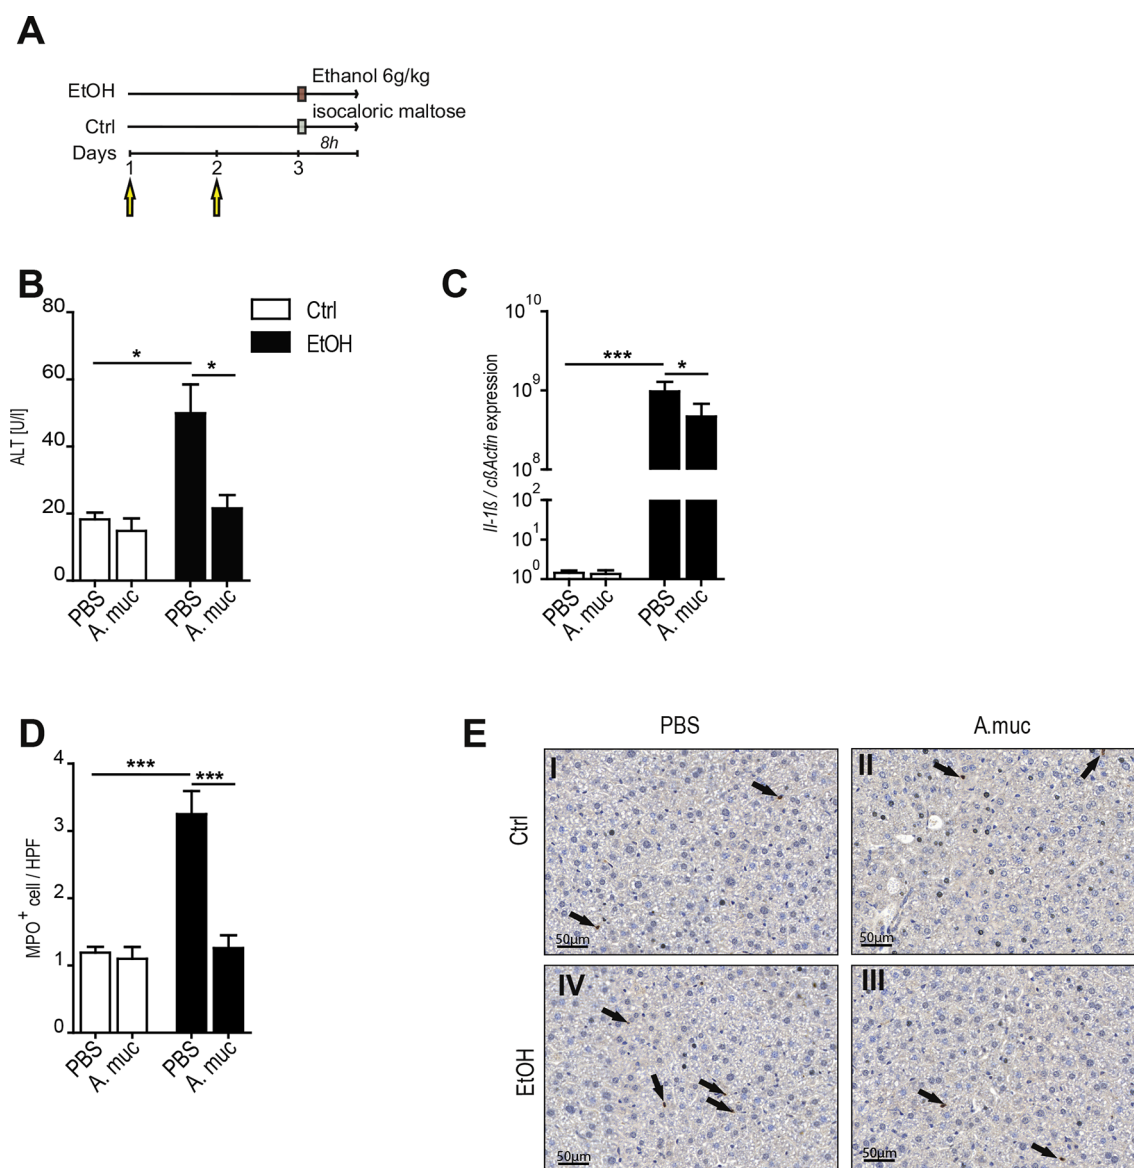 A
EtOH
Ethanol 6g/kg
Ctrl
isocaloric maltose
Days
8h
1
2
3
B
80
60
40
20
0
ALT [U/l]
Ctrl
EtOH
*
*
PBS
A. muc
PBS
A. muc
C
10^10
10^9
10^8
10^2
10^1
10^0
Il-1ß / cßActin expression
***
*
PBS
A. muc
PBS
A. muc
D
4
3
2
1
0
MPO^+ cell / HPF
***
***
PBS
A. muc
PBS
A. muc
E
PBS
A.muc
Ctrl
I
50µm
II
50µm
EtOH
IV
50µm
III
50µm